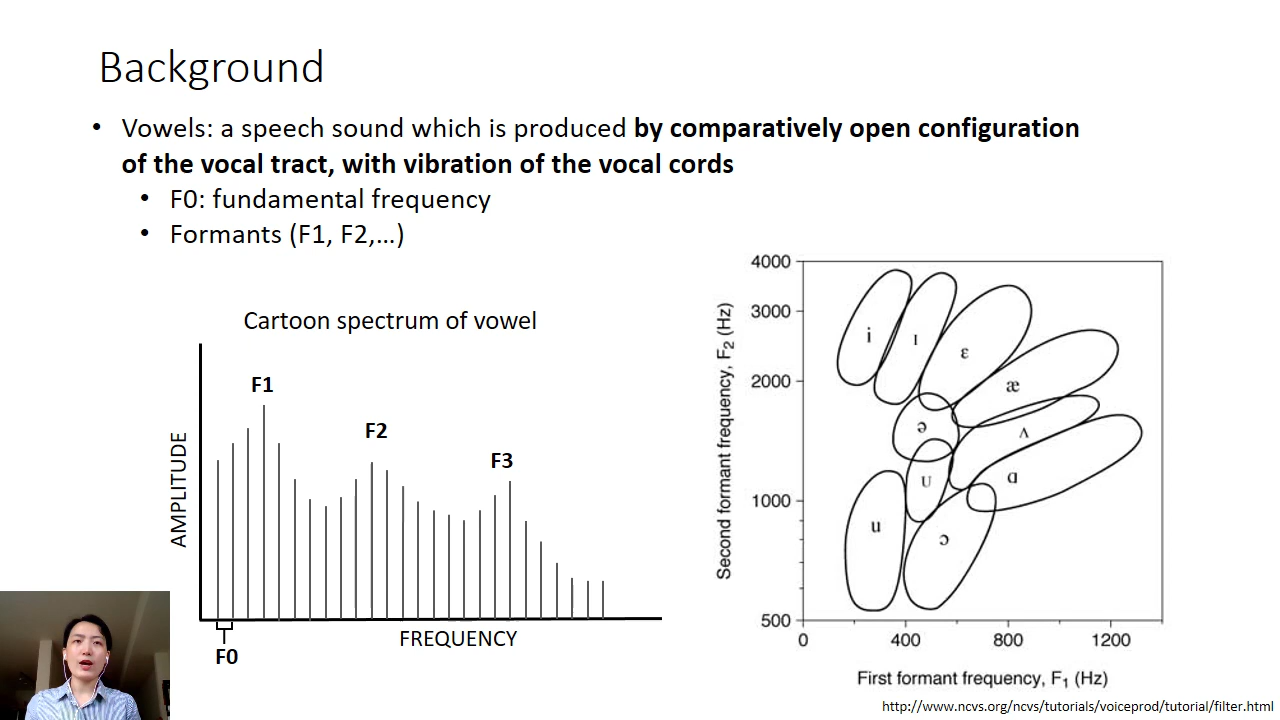 Background
• Vowels: a speech sound which is produced by comparatively open configuration
of the vocal tract, with vibration of the vocal cords
• F0: fundamental frequency
• Formants (F1, F2,...)
Cartoon spectrum of vowel
F1
F2
F3
AMPLITUDE
FREQUENCY
F0
4000
3000
2000
1000
500
Second formant frequency, F₂ (Hz)
i
ɪ
ɛ
æ
ə
ʌ
ɑ
ʊ
u
ɔ
0
400
800
1200
First formant frequency, F₁ (Hz)
http://www.ncvs.org/ncvs/tutorials/voiceprod/tutorial/filter.html